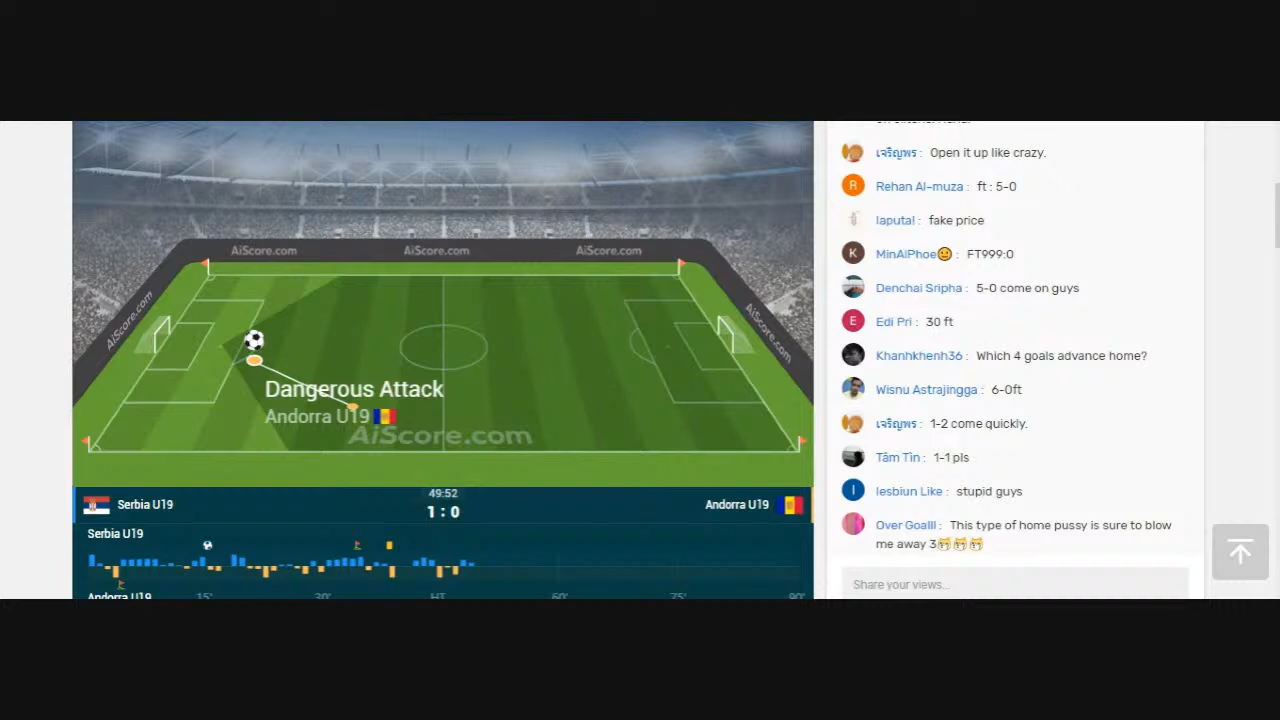 เจริญพร : Open it up like crazy.
Rehan Al-muza : ft : 5-0
laputa! : fake price
K MinAlPhoe🙂 : FT999:0
Denchai Sripha : 5-0 come on guys
E Edi Pri : 30 ft
Khanhkhenh36 : Which 4 goals advance home?
Wisnu Astrajingga : 6-0ft
เจริญพร : 1-2 come quickly.
Tâm Tìn : 1-1 pls
I lesbiun Like : stupid guys
Over Goalll : This type of home pussy is sure to blow
me away 3😁😁😁
Share your views...
AiScore.com AiScore.com AiScore.com
AiScore.com
AiScore.com
Dangerous Attack
Andorra U19
AiScore.com
49:52
Serbia U19 1 : 0 Andorra U19
Serbia U19
Andorra U19 15' 30' HT 60' 75' 90'